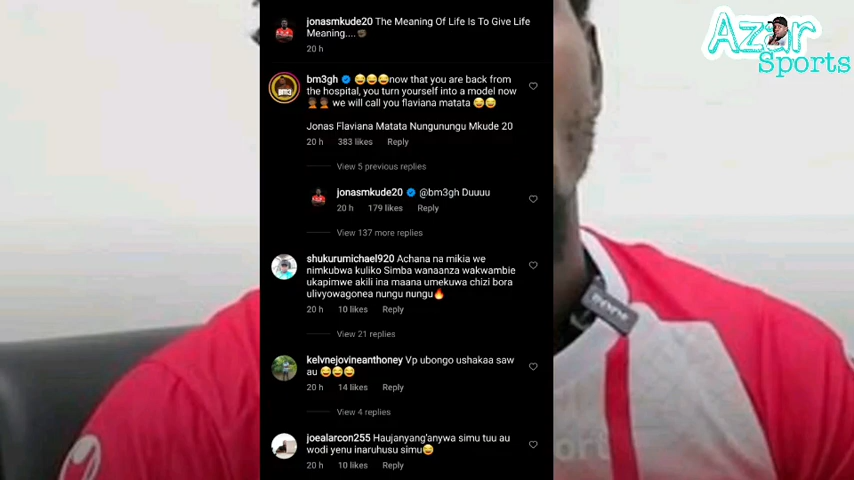 jonasmkude20 The Meaning Of Life Is To Give Life
Meaning....
20 h
bm3gh 😂😂😂now that you are back from
the hospital, you turn yourself into a model now
🤦🏾🤦🏾 we will call you flaviana matata 😂😂
Jonas Flaviana Matata Nungunungu Mkude 20
20 h 383 likes Reply
View 5 previous replies
jonasmkude20 @bm3gh Duuuu
20 h 179 likes Reply
View 137 more replies
shukurumichael920 Achana na mikia we
nimkubwa kuliko Simba wanaanza wakwambie
ukapimwe akili ina maana umekuwa chizi bora
ulivyowagonea nungu nungu🔥
20 h 10 likes Reply
View 21 replies
kelvnejovineanthoney Vp ubongo ushakaa saw
au 😂😂😂
20 h 14 likes Reply
View 4 replies
joealarcon255 Haujanyang'anywa simu tuu au
wodi yenu inaruhusu simu😂
20 h 10 likes Reply
Azar
Sports